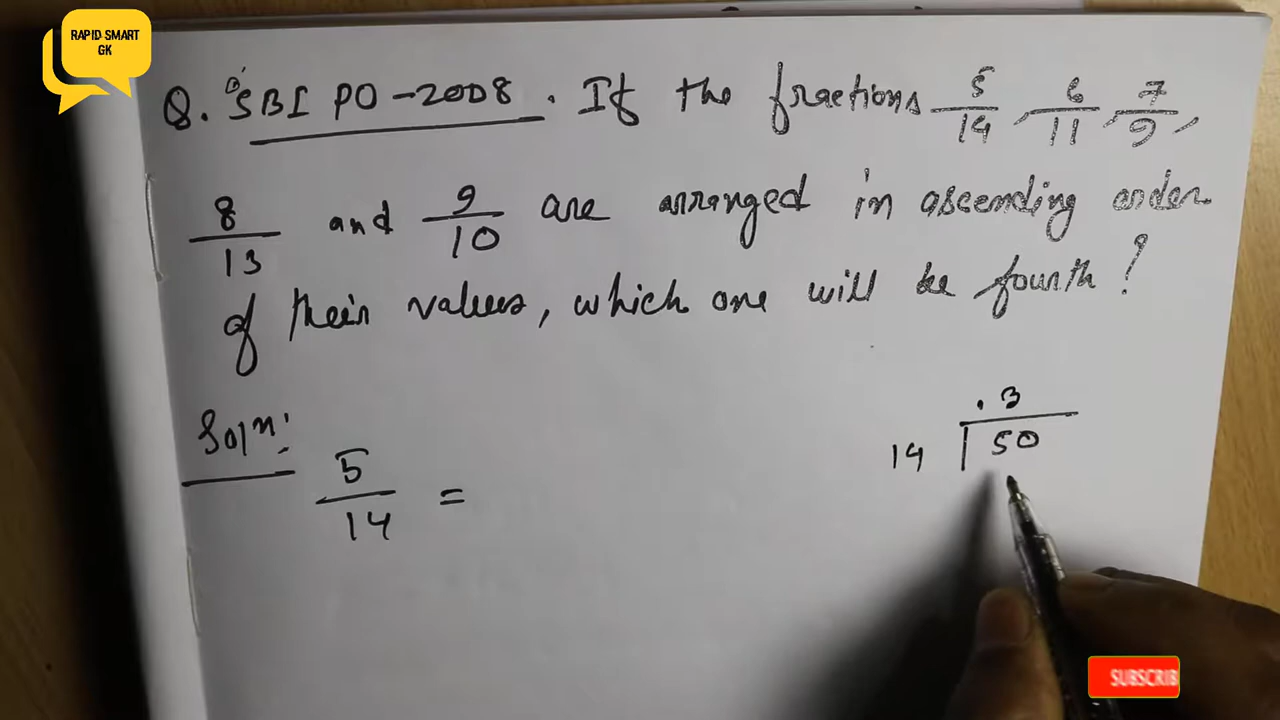 RAPID SMART
GK
Q. SBI PO-2008. If the fractions 5/14, 6/11, 7/9,
8/13 and 9/10 are arranged in ascending order
of their values, which one will be fourth?
Soln:
5/14 =
.3
14 50
SUBSCRIB